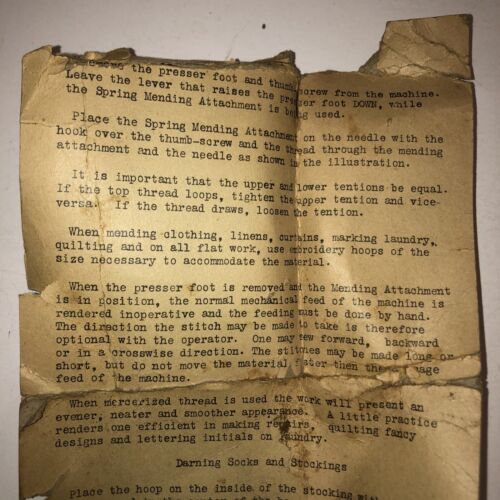 the presser foot and thumb screw from the machine.
Leave the lever that raises the presser foot DOWN, while
the Spring Mending Attachment is being used.
Place the Spring Mending Attachment on the needle with the
hook over the thumb-screw and the thread through the mending
attachment and the needle as shown in the illustration.
It is important that the upper and lower tentions be equal.
If the top thread loops, tighten the upper tention and vice-
versa. If the thread draws, loosen the tention.
When mending clothing, linens, curtains, marking laundry,
quilting and on all flat work, use embroidery hoops of the
size necessary to accommodate the material.
When the presser foot is removed and the Mending Attachment
is in position, the normal mechanical feed of the machine is
rendered inoperative and the feeding must be done by hand.
The direction the stitch may be made to take is therefore
optional with the operator. One may sew forward, backward
or in a crosswise direction. The stitches may be made long or
short, but do not move the material faster then the
feed of the machine.
When mercerized thread is used the work will present an
evener, neater and smoother appearance. A little practice
renders one efficient in making repairs, quilting fancy
designs and lettering initials on laundry.
Darning Socks and Stockings
Place the hoop on the inside of the stocking with